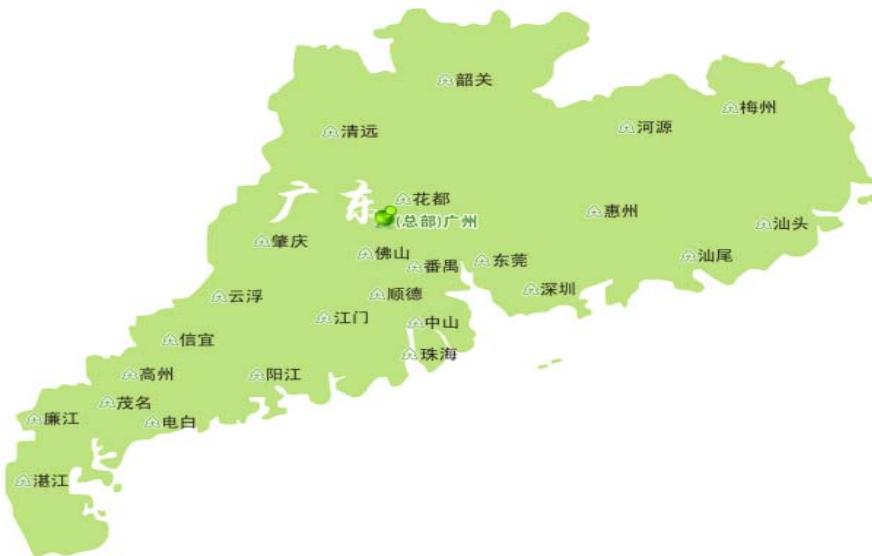 韶关
梅州
河源
清远
花都
广东
惠州
(总部)广州
汕头
肇庆
佛山
番禺
东莞
汕尾
云浮
顺德
深圳
江门
中山
信宜
珠海
高州
阳江
茂名
廉江
电白
湛江